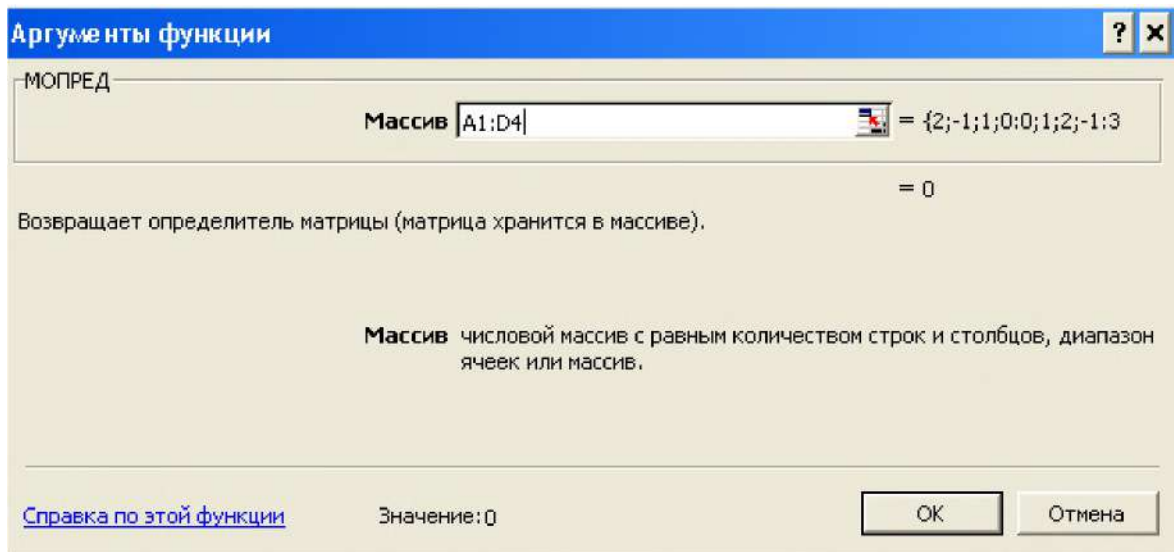 Аргументы функции
МОПРЕД
Массив A1:D4 = {2;-1;1;0:0;1;2;-1:3
= 0
Возвращает определитель матрицы (матрица хранится в массиве).
Массив числовой массив с равным количеством строк и столбцов, диапазон
ячеек или массив.
Справка по этой функции Значение:0 OK Отмена